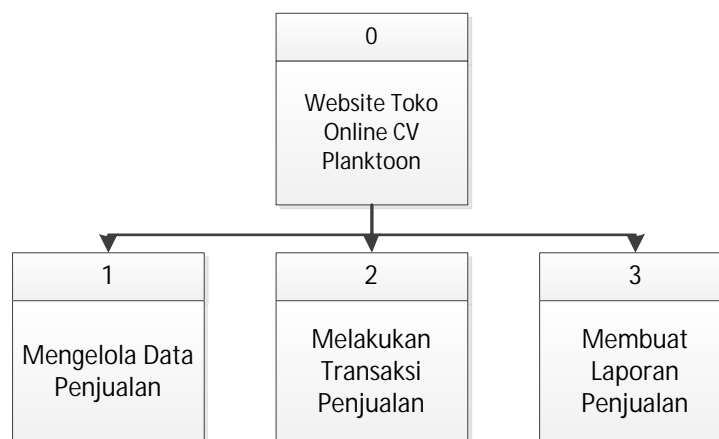 0
Website Toko
Online CV
Planktoon
1
Mengelola Data
Penjualan
2
Melakukan
Transaksi
Penjualan
3
Membuat
Laporan
Penjualan